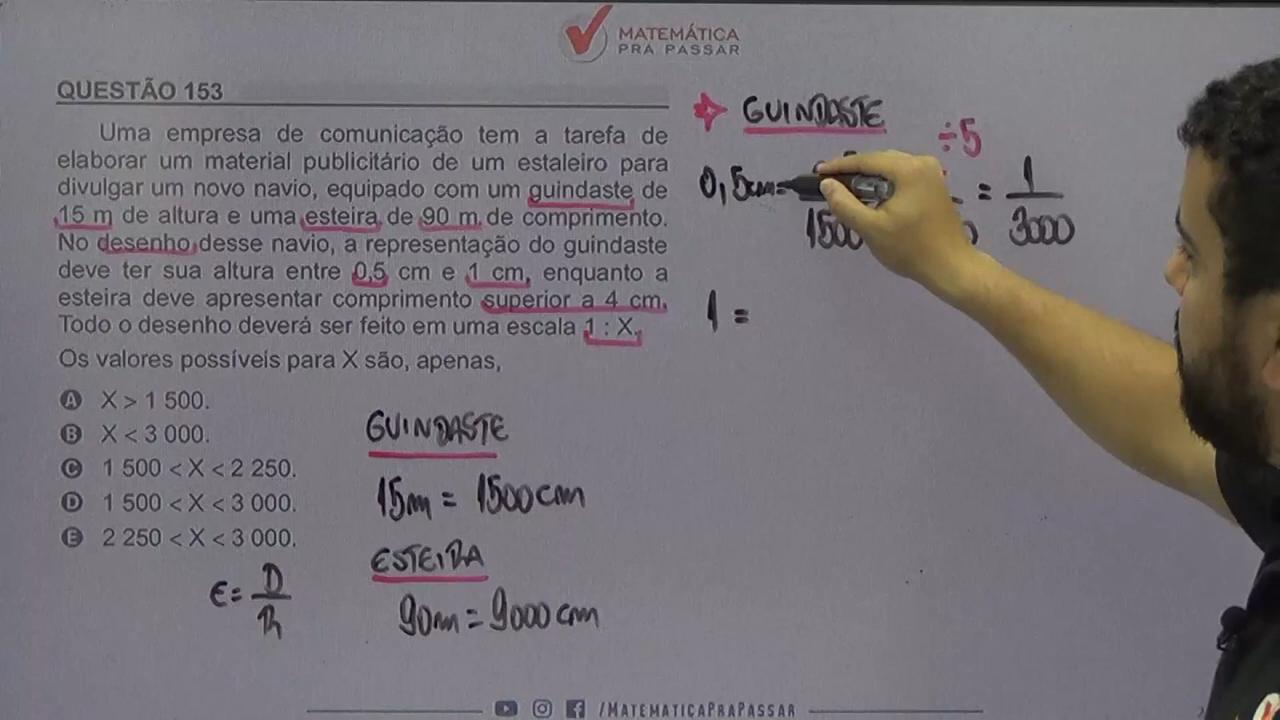 MATEMÁTICA
PRA PASSAR
QUESTÃO 153
Uma empresa de comunicação tem a tarefa de
elaborar um material publicitário de um estaleiro para
divulgar um novo navio, equipado com um guindaste de
15 m de altura e uma esteira de 90 m de comprimento.
No desenho desse navio, a representação do guindaste
deve ter sua altura entre 0,5 cm e 1 cm, enquanto a
esteira deve apresentar comprimento superior a 4 cm.
Todo o desenho deverá ser feito em uma escala 1 : X.
Os valores possíveis para X são, apenas,
A X > 1 500.
B X < 3 000.
C 1 500 < X < 2 250.
D 1 500 < X < 3 000.
E 2 250 < X < 3 000.
E = D
R
GUINDASTE
15m = 1500cm
ESTEIRA
90m = 9000cm
GUINDASTE
÷5
0,5cm=
1500
= 1
3000
1 =
/MATEMATICAPRAPASSAR